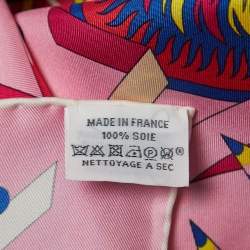 MADE IN FRANCE
100% SOIE
NETTOYAGE A SEC